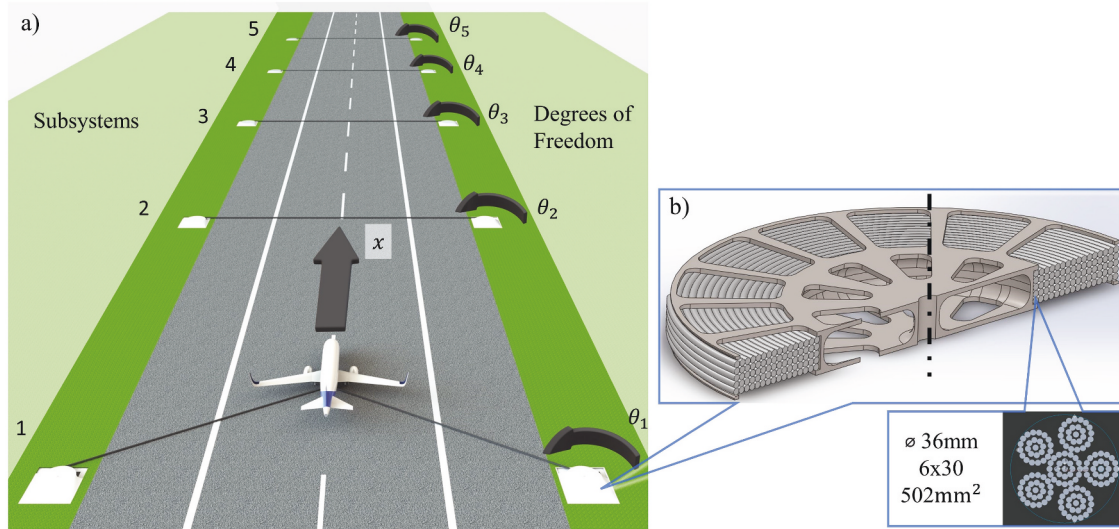 a)
5
θ₅
4
θ₄
Subsystems
3
θ₃
Degrees of
Freedom
2
θ₂
x
b)
1
θ₁
⌀ 36mm
6x30
502mm²